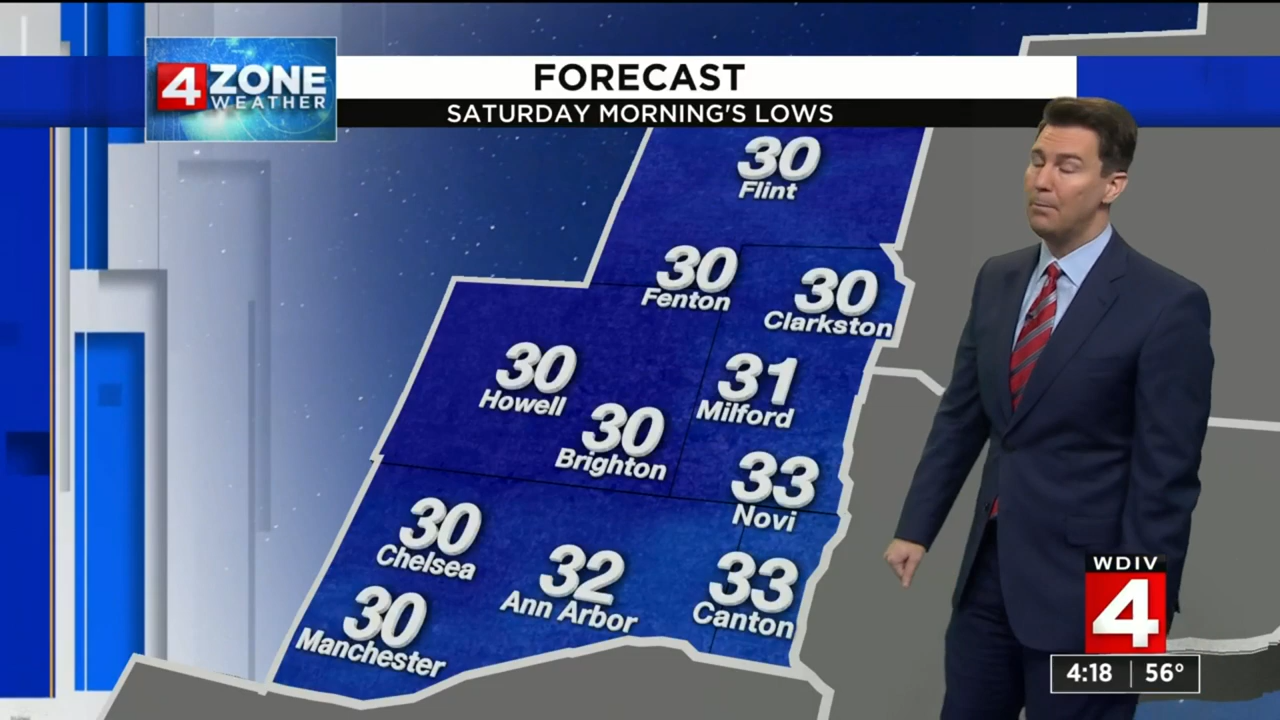 4 ZONE
WEATHER
FORECAST
SATURDAY MORNING'S LOWS
30
Flint
30
Fenton
30
Clarkston
30
Howell
31
Milford
30
Brighton
33
Novi
30
Chelsea
32
Ann Arbor
33
Canton
30
Manchester
WDIV
4
4:18 56°